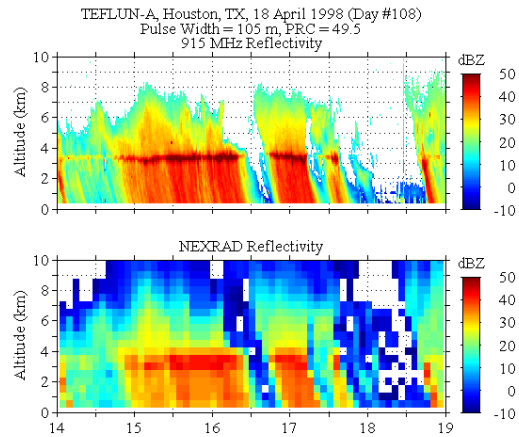 TEFLUN-A, Houston, TX, 18 April 1998 (Day #108)
Pulse Width = 105 m, PRC = 49.5
915 MHz Reflectivity
dBZ
Altitude (km)
10
8
6
4
2
0
50
40
30
20
10
0
-10
NEXRAD Reflectivity
dBZ
Altitude (km)
10
8
6
4
2
0
14 15 16 17 18 19
50
40
30
20
10
0
-10